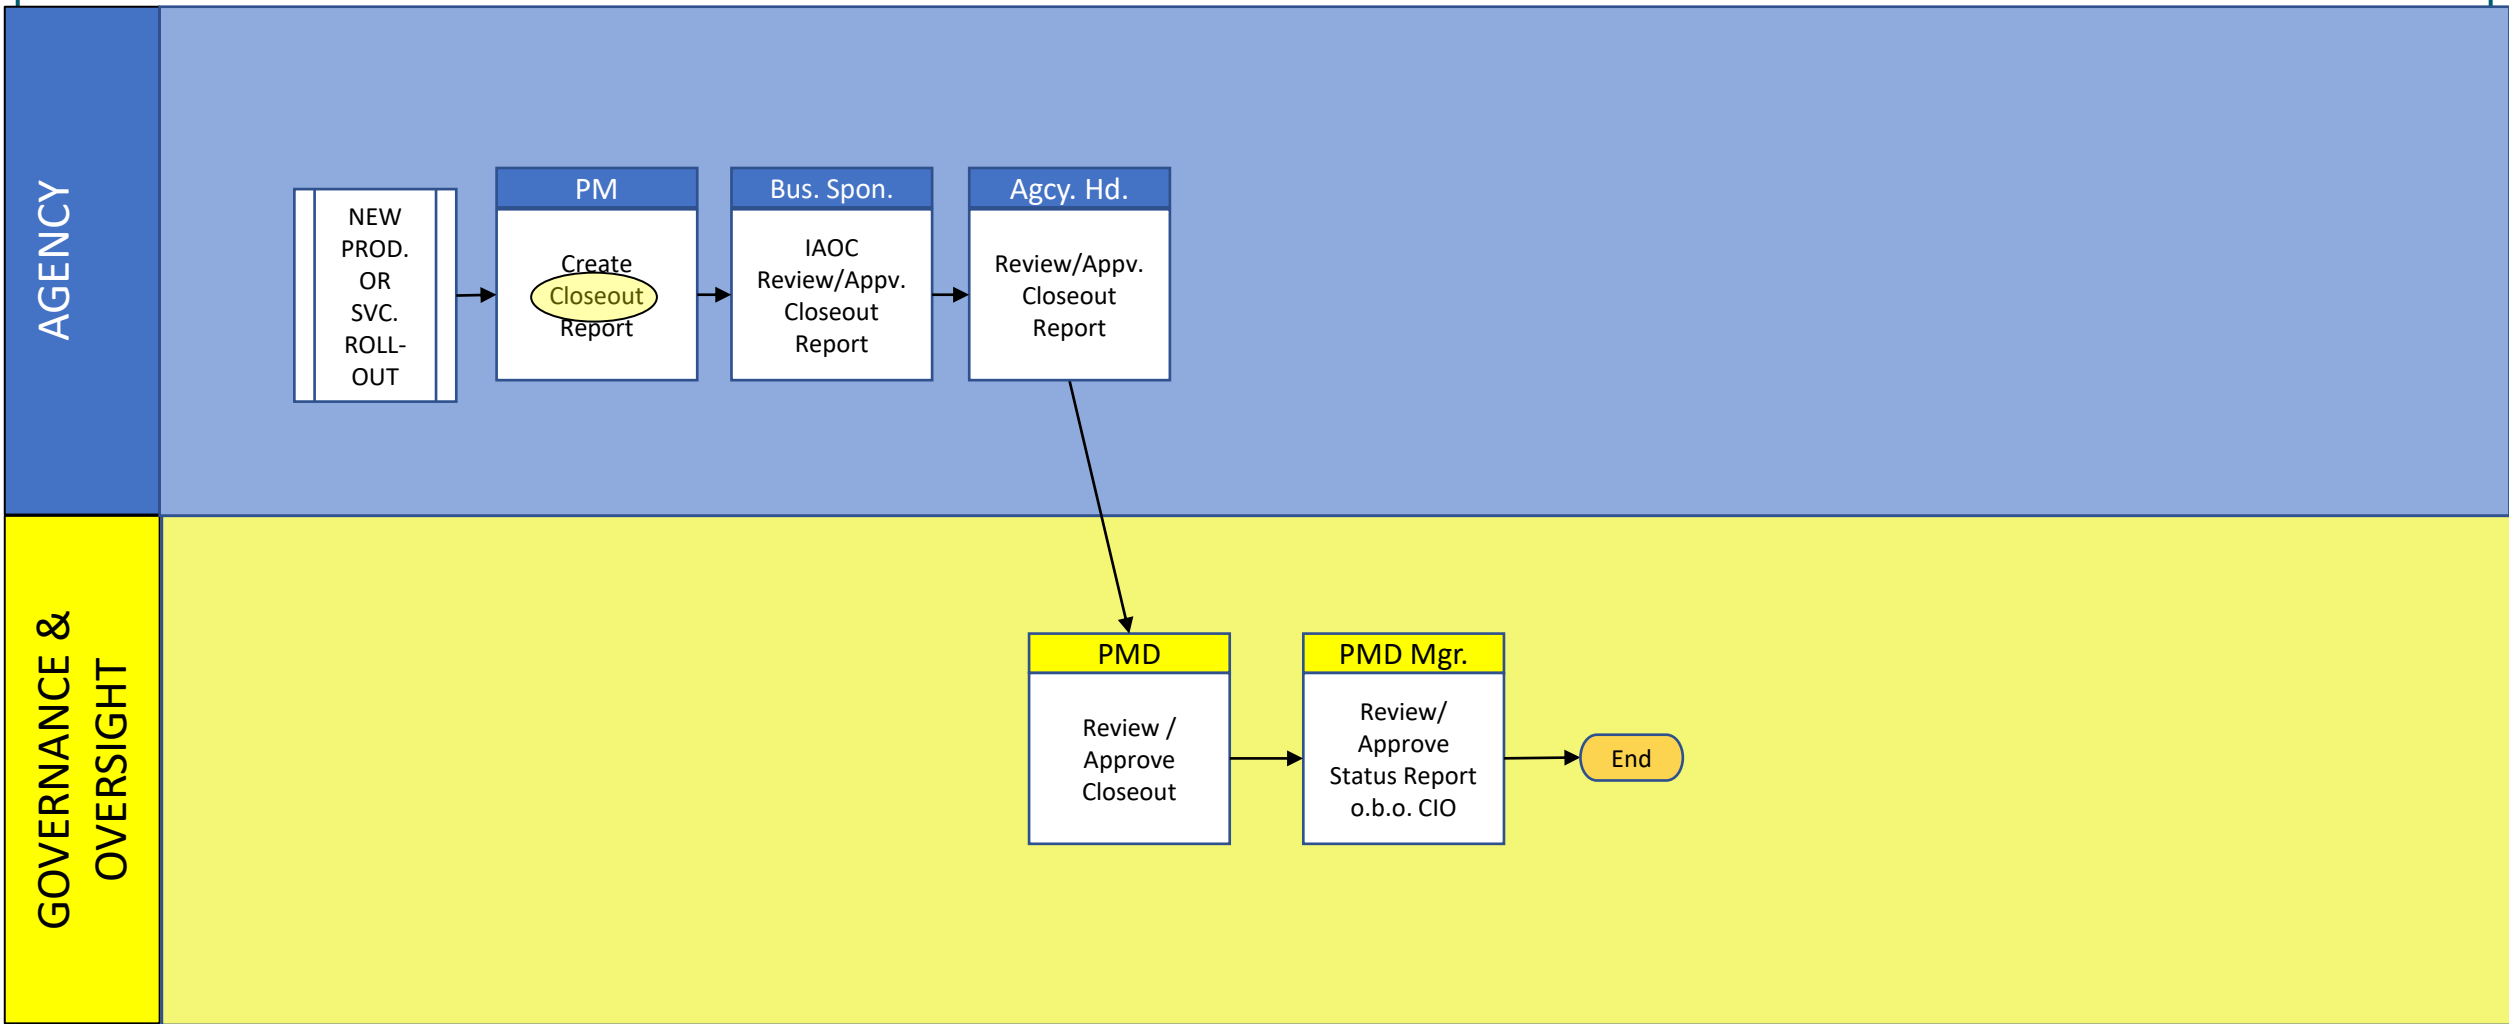 AGENCY
NEW
PROD.
OR
SVC.
ROLL-
OUT
PM
Create
Closeout
Report
Bus. Spon.
IAOC
Review/Appv.
Closeout
Report
Agcy. Hd.
Review/Appv.
Closeout
Report
GOVERNANCE &
OVERSIGHT
PMD
Review /
Approve
Closeout
PMD Mgr.
Review/
Approve
Status Report
o.b.o. CIO
End